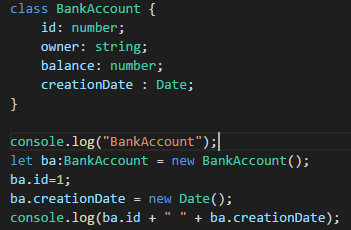 class BankAccount {
    id: number;
    owner: string;
    balance: number;
    creationDate : Date;
}
console.log("BankAccount");
let ba:BankAccount = new BankAccount();
ba.id=1;
ba.creationDate = new Date();
console.log(ba.id + " " + ba.creationDate);